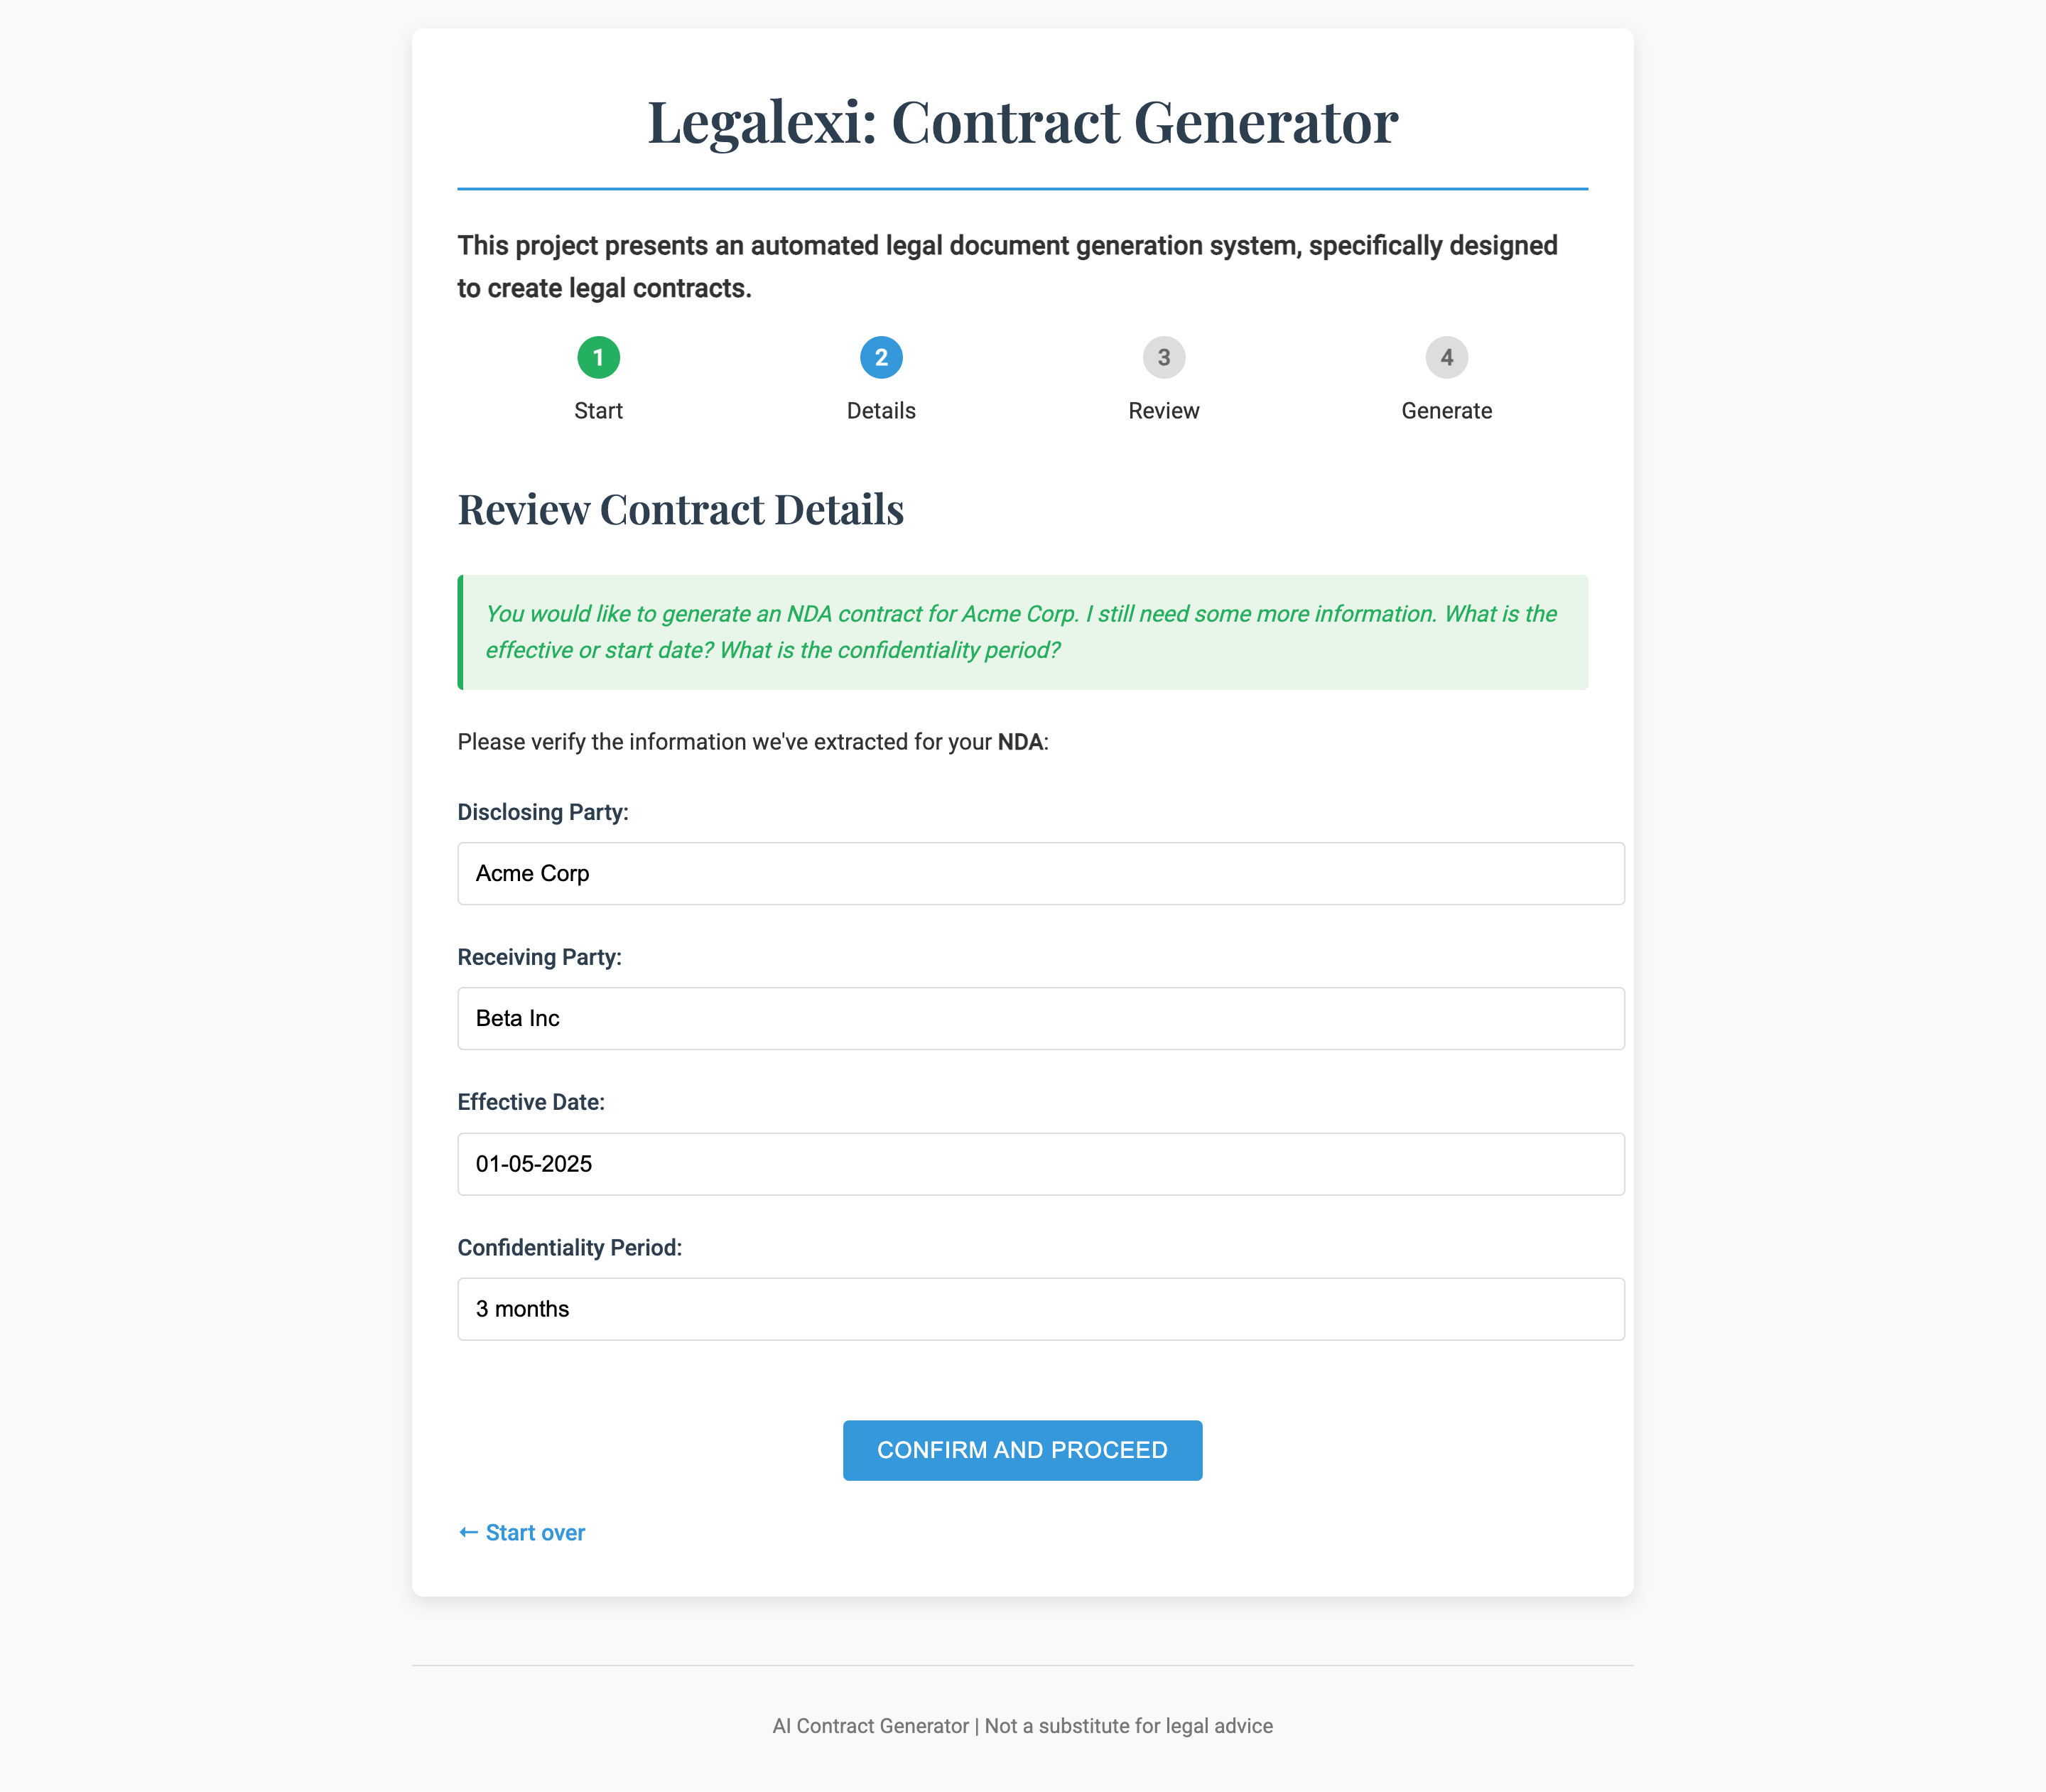 Legalexi: Contract Generator
This project presents an automated legal document generation system, specifically designed
to create legal contracts.
1
2
3
4
Start
Details
Review
Generate
Review Contract Details
You would like to generate an NDA contract for Acme Corp. I still need some more information. What is the
effective or start date? What is the confidentiality period?
Please verify the information we've extracted for your NDA:
Disclosing Party:
Acme Corp
Receiving Party:
Beta Inc
Effective Date:
01-05-2025
Confidentiality Period:
3 months
CONFIRM AND PROCEED
← Start over
AI Contract Generator | Not a substitute for legal advice